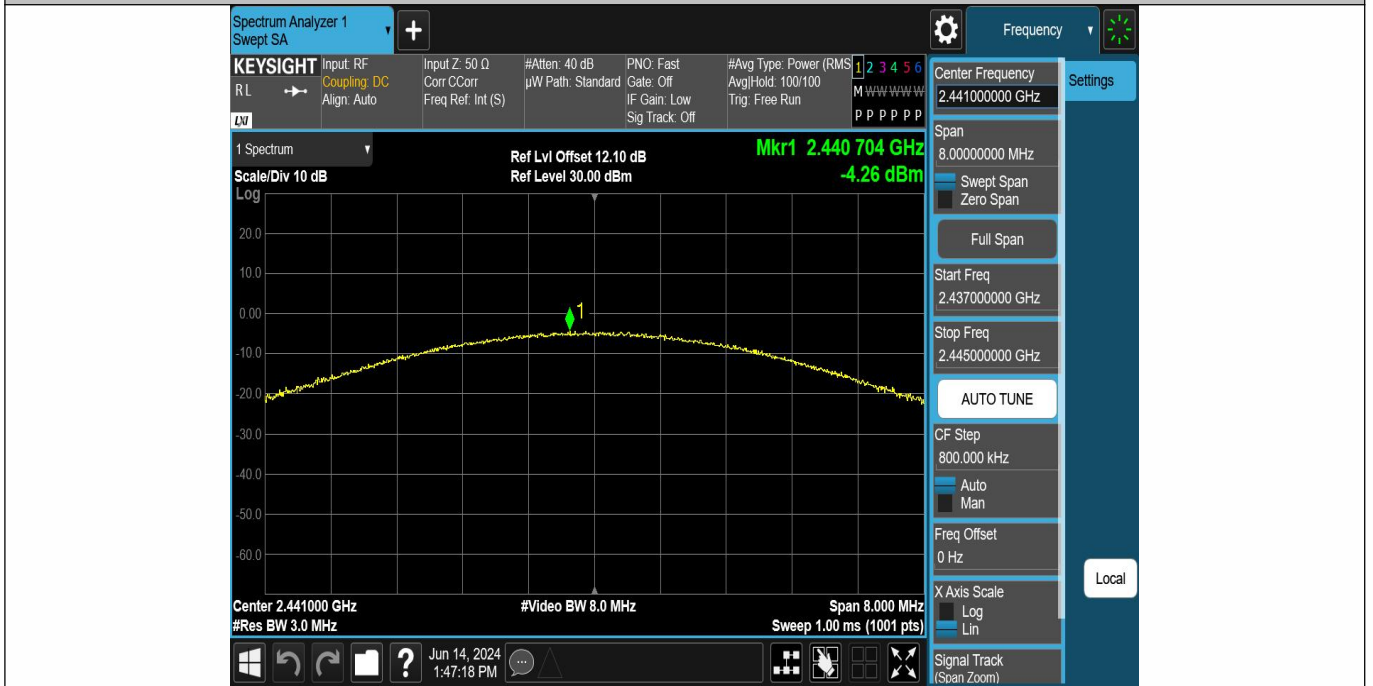 Spectrum Analyzer 1
Swept SA
+
Frequency
KEYSIGHT
RL
LXI
Input: RF
Coupling: DC
Align: Auto
Input Z: 50 Ω
Corr CCorr
Freq Ref: Int (S)
#Atten: 40 dB
µW Path: Standard
PNO: Fast
Gate: Off
IF Gain: Low
Sig Track: Off
#Avg Type: Power (RMS
Avg|Hold: 100/100
Trig: Free Run
1 2 3 4 5 6
M W W W W W
P P P P P P
1 Spectrum
Scale/Div 10 dB
Log
Ref Lvl Offset 12.10 dB
Ref Level 30.00 dBm
Mkr1 2.440 704 GHz
-4.26 dBm
20.0
10.0
0.00
-10.0
-20.0
-30.0
-40.0
-50.0
-60.0
1
Center 2.441000 GHz
#Res BW 3.0 MHz
#Video BW 8.0 MHz
Span 8.000 MHz
Sweep 1.00 ms (1001 pts)
?
Jun 14, 2024
1:47:18 PM
Center Frequency
2.441000000 GHz
Settings
Span
8.00000000 MHz
Swept Span
Zero Span
Full Span
Start Freq
2.437000000 GHz
Stop Freq
2.445000000 GHz
AUTO TUNE
CF Step
800.000 kHz
Auto
Man
Freq Offset
0 Hz
X Axis Scale
Log
Lin
Signal Track
(Span Zoom)
Local